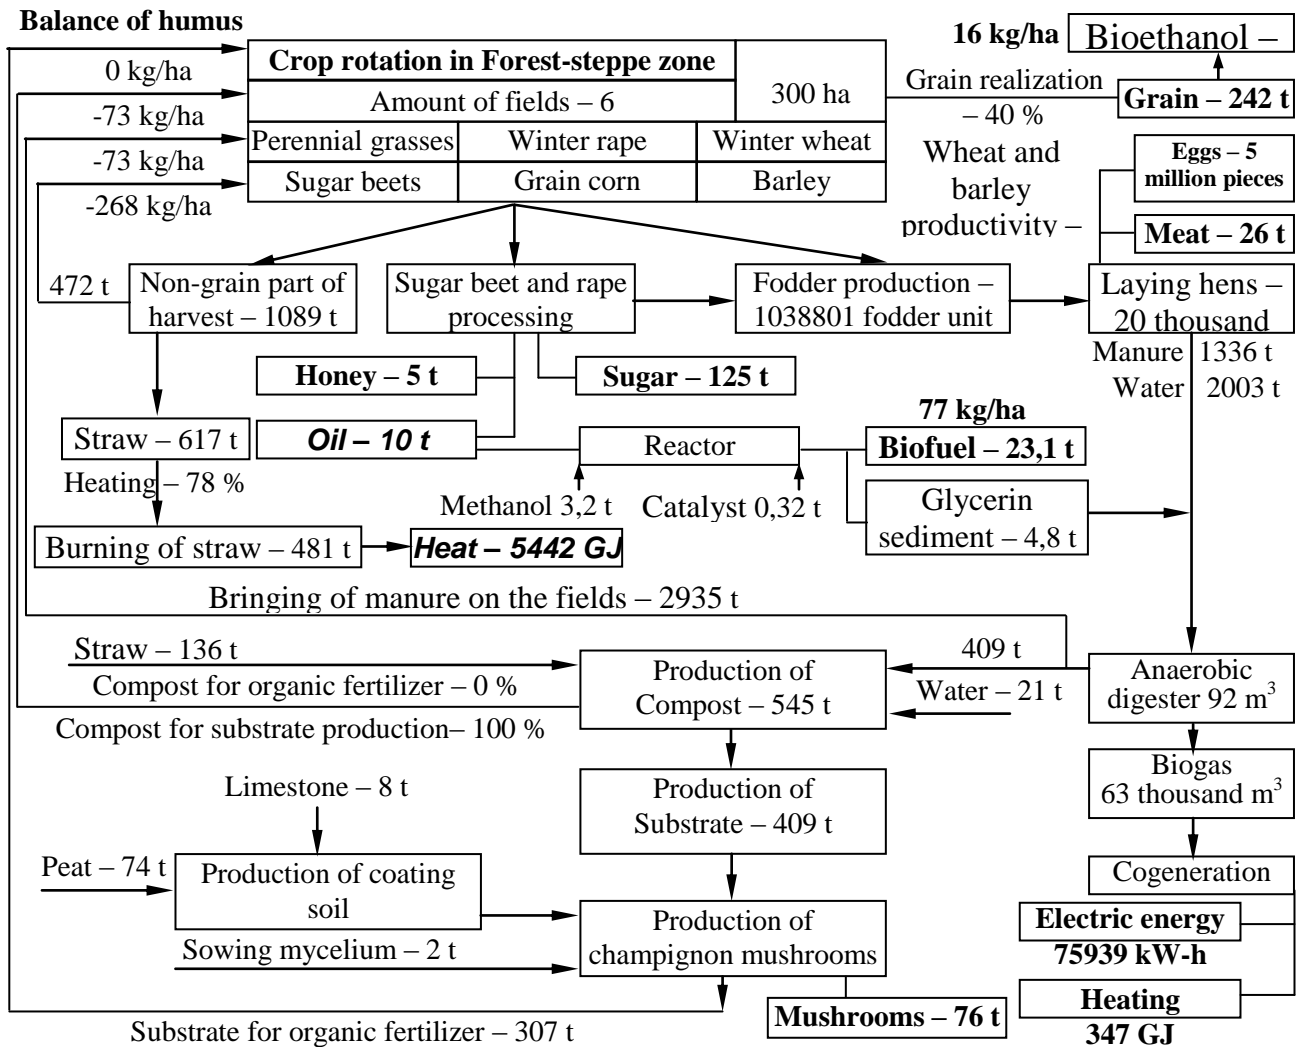 Balance of humus
0 kg/ha
-73 kg/ha
-73 kg/ha
-268 kg/ha
Crop rotation in Forest-steppe zone
Amount of fields – 6
300 ha
Perennial grasses
Winter rape
Winter wheat
Sugar beets
Grain corn
Barley
16 kg/ha
Bioethanol –
Grain realization
– 40 %
Grain – 242 t
Wheat and
barley
productivity –
Eggs – 5
million pieces
Meat – 26 t
472 t
Non-grain part of
harvest – 1089 t
Sugar beet and rape
processing
Fodder production –
1038801 fodder unit
Laying hens –
20 thousand
Manure
1336 t
Water
2003 t
Honey – 5 t
Sugar – 125 t
Straw – 617 t
Oil – 10 t
Reactor
77 kg/ha
Biofuel – 23,1 t
Heating – 78 %
Methanol 3,2 t
Catalyst 0,32 t
Glycerin
sediment – 4,8 t
Burning of straw – 481 t
Heat – 5442 GJ
Bringing of manure on the fields – 2935 t
Straw – 136 t
Compost for organic fertilizer – 0 %
Compost for substrate production– 100 %
Production of
Compost – 545 t
409 t
Water – 21 t
Anaerobic
digester 92 m³
Limestone – 8 t
Production of
Substrate – 409 t
Biogas
63 thousand m³
Peat – 74 t
Production of coating
soil
Cogeneration
Sowing mycelium – 2 t
Production of
champignon mushrooms
Electric energy
75939 kW-h
Substrate for organic fertilizer – 307 t
Mushrooms – 76 t
Heating
347 GJ